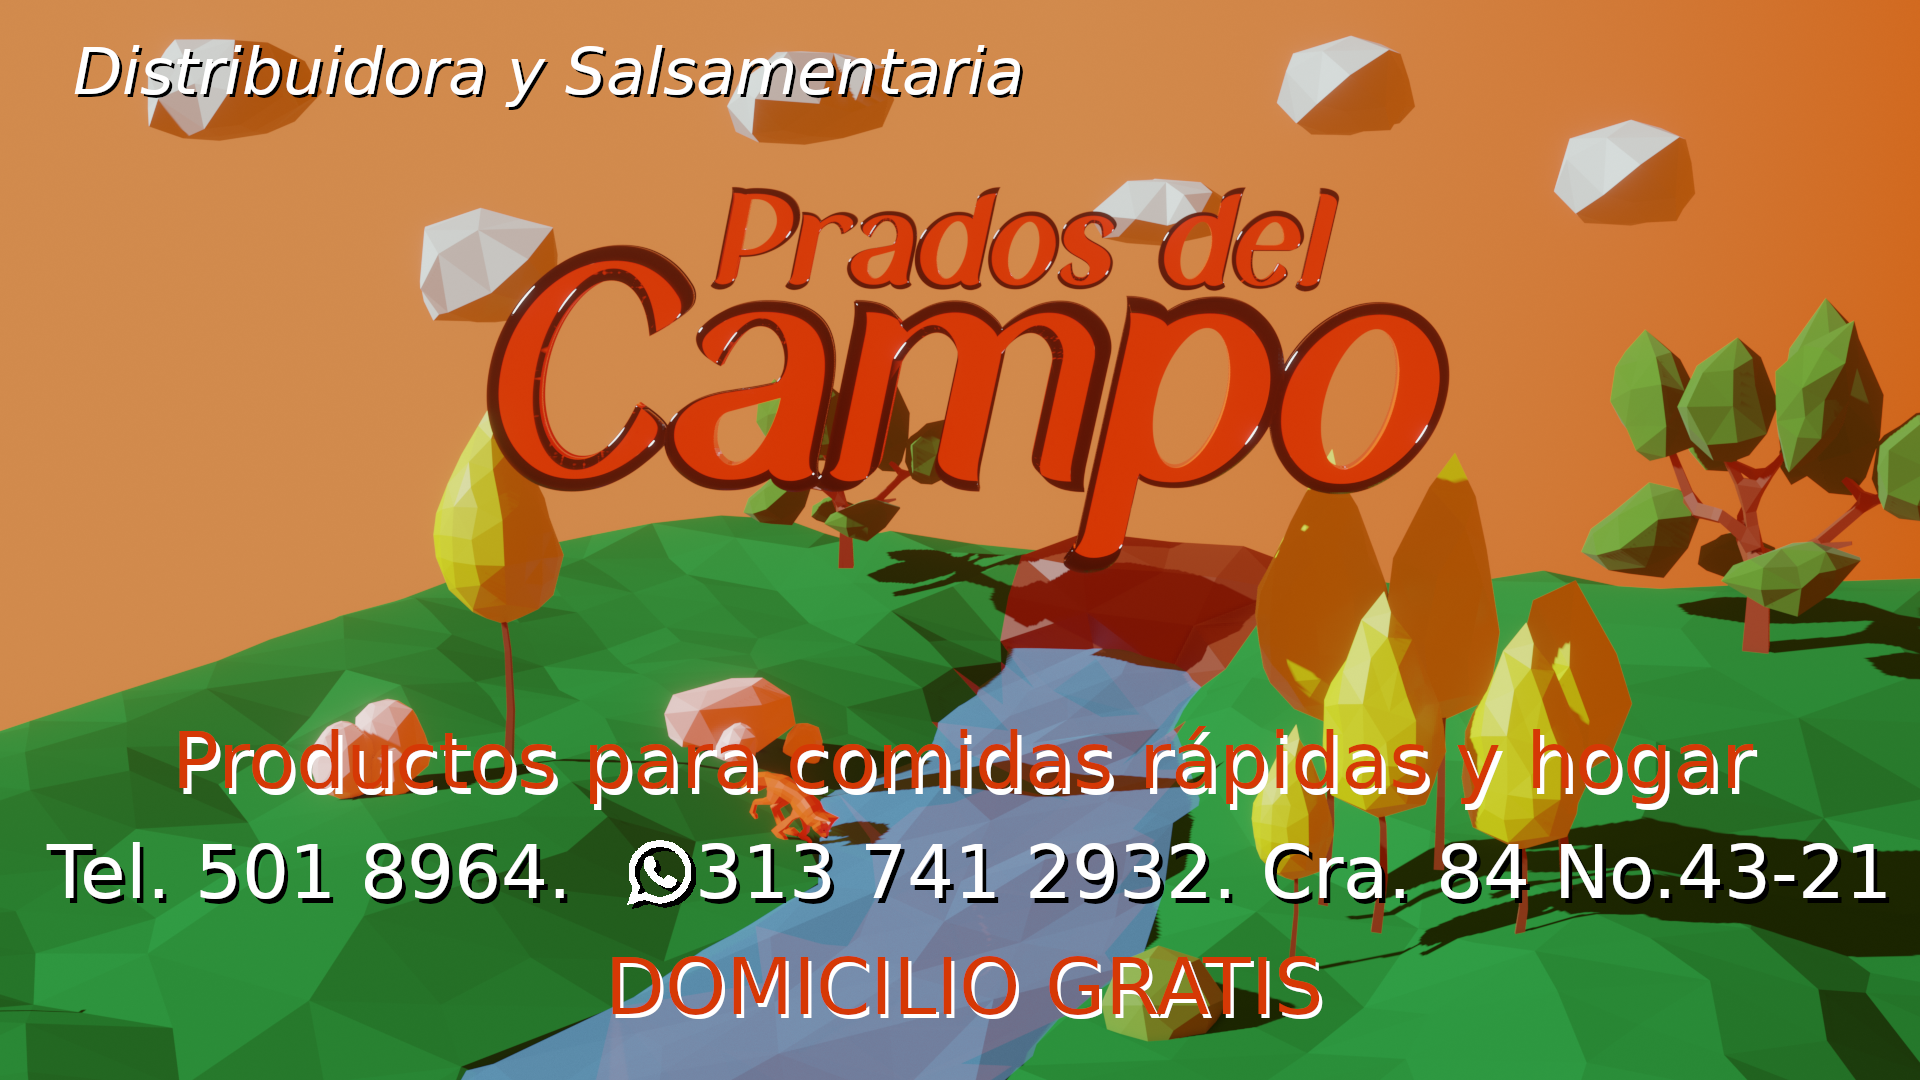 Distribuidora y Salsamentaria
Prados del
Campo
Productos para comidas rápidas y hogar
Tel. 501 8964. 313 741 2932. Cra. 84 No.43-21
DOMICILIO GRATIS